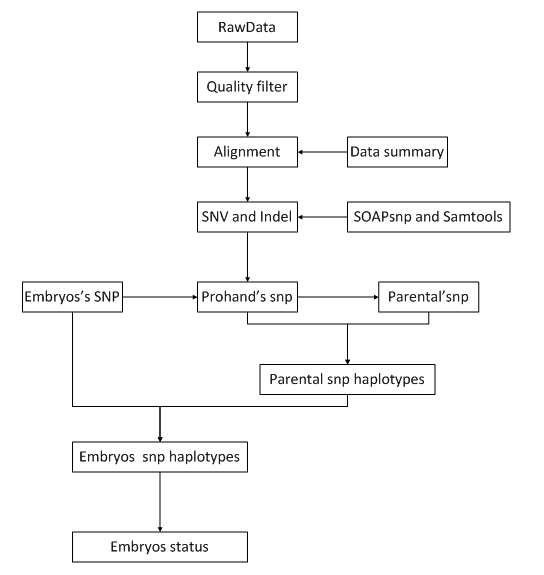 RawData
Quality filter
Alignment
Data summary
SNV and Indel
SOAPsnp and Samtools
Embryos's SNP
Prohand's snp
Parental'snp
Parental snp haplotypes
Embryos snp haplotypes
Embryos status